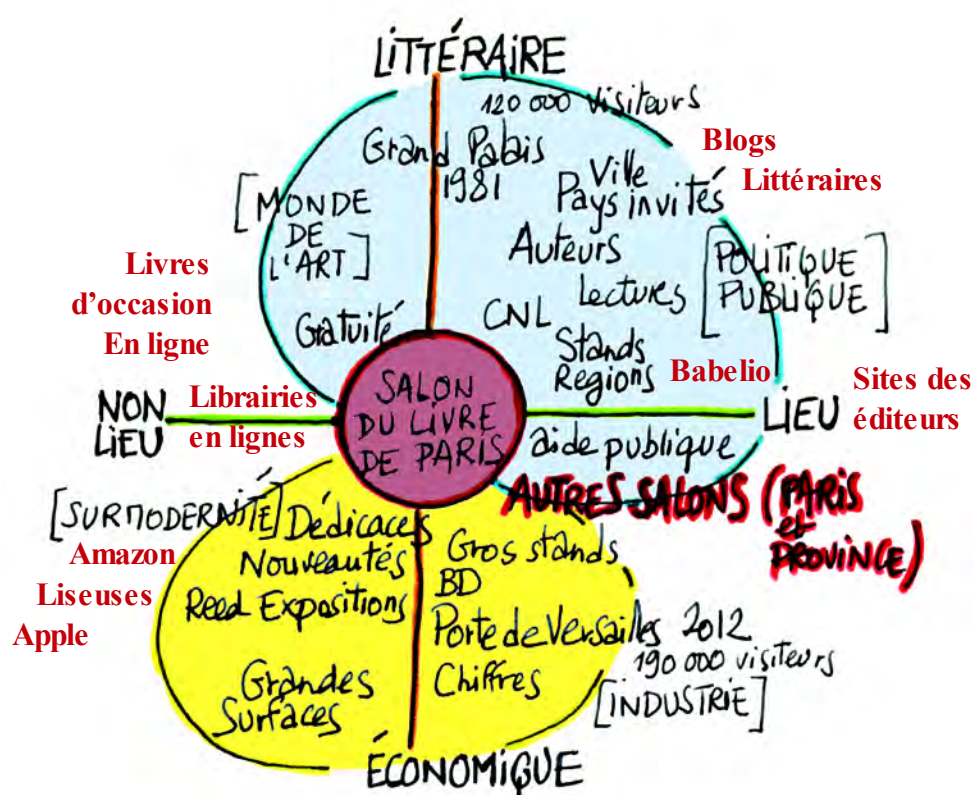 LITTÉRAIRE
120 000 visiteurs
Grand Palais
1981
Blogs
Littéraires
Ville
Pays invités
[MONDE
DE
L'ART]
Auteurs
[POLITIQUE
PUBLIQUE]
Livres
d’occasion
En ligne
Lectures
CNL
Gratuité
Stands
Regions
Babelio
Sites des
éditeurs
NON
LIEU
Librairies
en lignes
SALON
DU LIVRE
DE PARIS
LIEU
aide publique
AUTRES SALONS (PARIS
et
PROVINCE)
[SURMODERNITÉ]
Dédicaces
Nouveautés
Reed Expositions
Amazon
Liseuses
Apple
Gros stands
BD
Porte de Versailles 2012
190 000 visiteurs
Chiffres
[INDUSTRIE]
Grandes
Surfaces
ÉCONOMIQUE